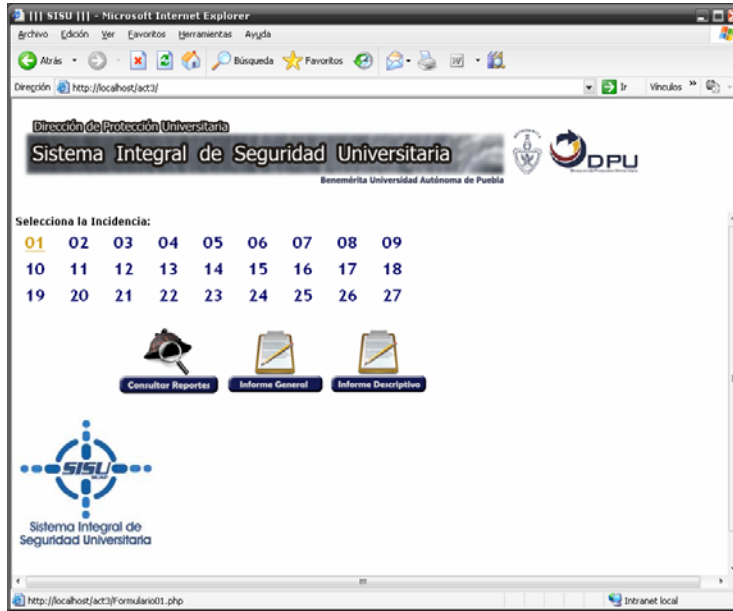 ||| SISU ||| - Microsoft Internet Explorer
Archivo Edición Ver Favoritos Herramientas Ayuda
Atrás Búsqueda Favoritos
Dirección http://localhost/act3/ Ir Vínculos »
Dirección de Protección Universitaria
Sistema Integral de Seguridad Universitaria
Benemérita Universidad Autónoma de Puebla
DPU
Selecciona la Incidencia:
01 02 03 04 05 06 07 08 09
10 11 12 13 14 15 16 17 18
19 20 21 22 23 24 25 26 27
Consultar Reportes Informe General Informe Descriptivo
SISU
Sistema Integral de
Seguridad Universitaria
http://localhost/act3/Formulario01.php Intranet local